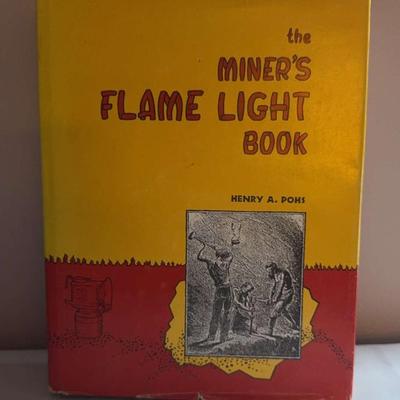 the
MINER'S
FLAME LIGHT
BOOK
HENRY A. POHS